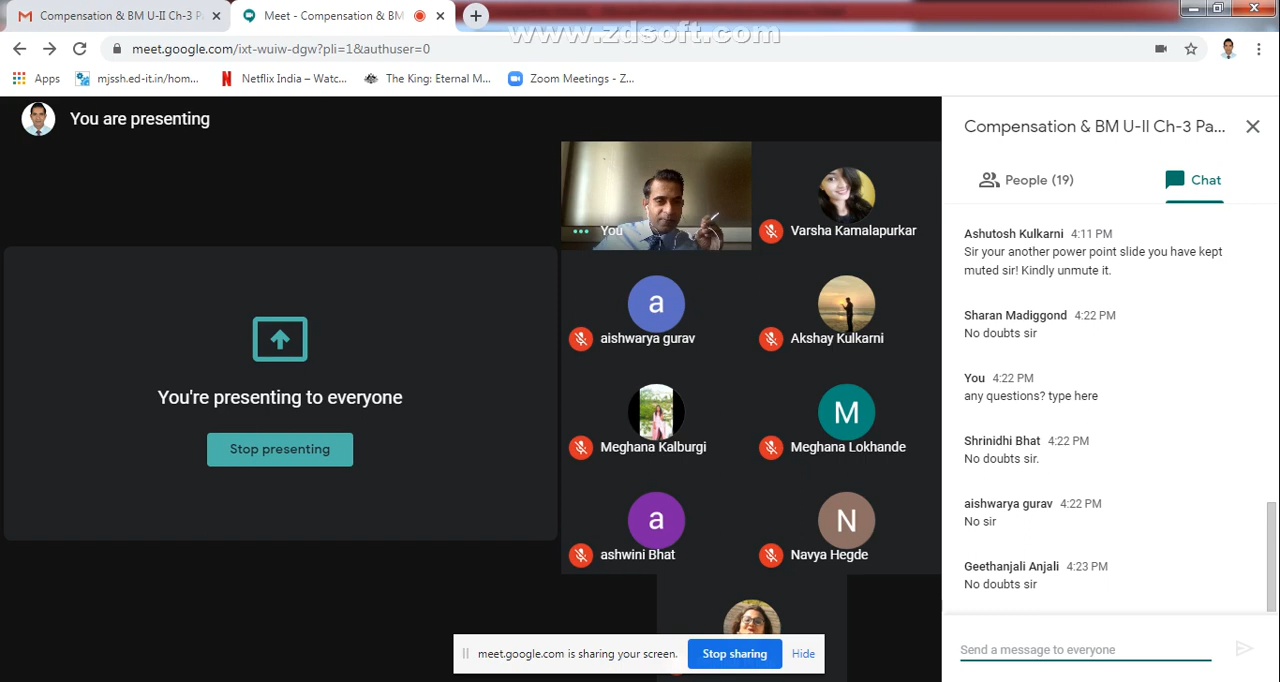 Compensation & BM U-II Ch-3 P
Meet - Compensation & BM
www.zdsoft.com
meet.google.com/ixt-wuiw-dgw?pli=1&authuser=0
Apps
mjssh.ed-it.in/hom...
Netflix India – Watc...
The King: Eternal M...
Zoom Meetings - Z...
You are presenting
You're presenting to everyone
Stop presenting
You
Varsha Kamalapurkar
a
aishwarya gurav
Akshay Kulkarni
Meghana Kalburgi
M
Meghana Lokhande
a
ashwini Bhat
N
Navya Hegde
meet.google.com is sharing your screen.
Stop sharing
Hide
Compensation & BM U-II Ch-3 Pa...
People (19)
Chat
Ashutosh Kulkarni 4:11 PM
Sir your another power point slide you have kept
muted sir! Kindly unmute it.
Sharan Madiggond 4:22 PM
No doubts sir
You 4:22 PM
any questions? type here
Shrinidhi Bhat 4:22 PM
No doubts sir.
aishwarya gurav 4:22 PM
No sir
Geethanjali Anjali 4:23 PM
No doubts sir
Send a message to everyone